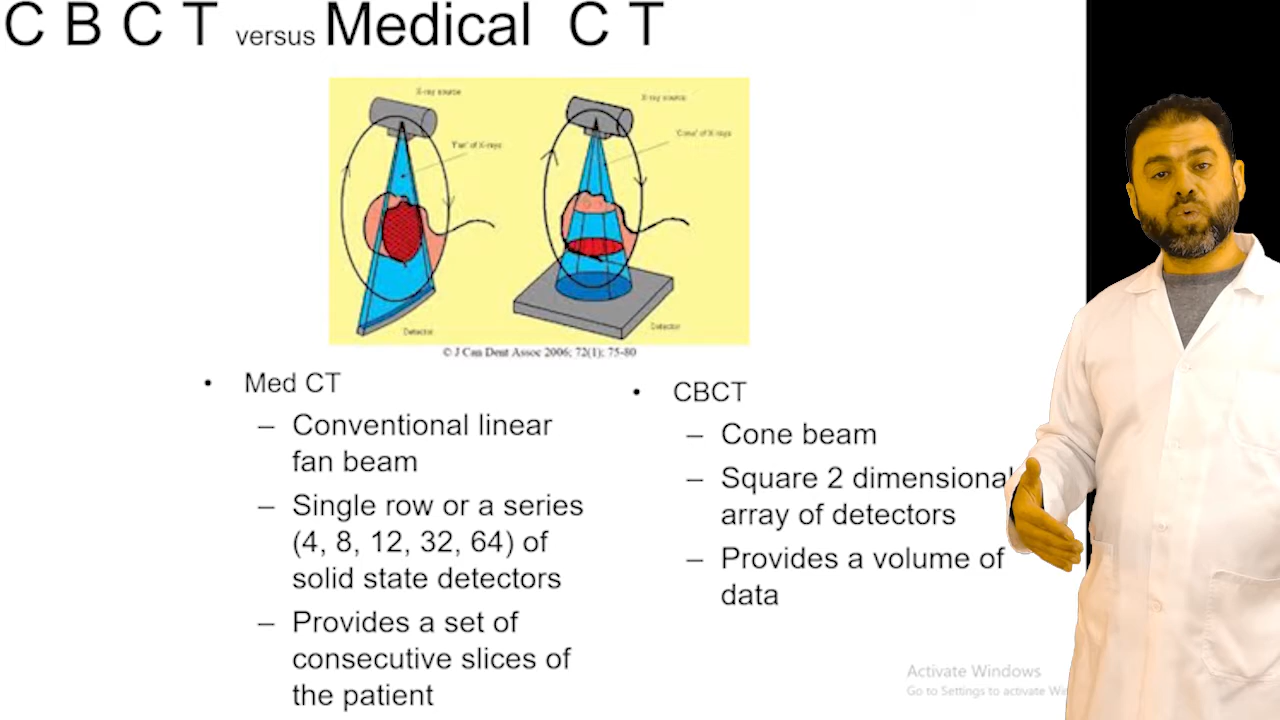 CBCT versus Medical CT
X-ray source
X-ray source
'Fan' of X-rays
'Cone' of X-rays
Detector
Detector
© J Can Dent Assoc 2006; 72(1); 75-80
• Med CT
– Conventional linear
fan beam
– Single row or a series
(4, 8, 12, 32, 64) of
solid state detectors
– Provides a set of
consecutive slices of
the patient
• CBCT
– Cone beam
– Square 2 dimensional
array of detectors
– Provides a volume of
data
Activate Windows
Go to Settings to activate